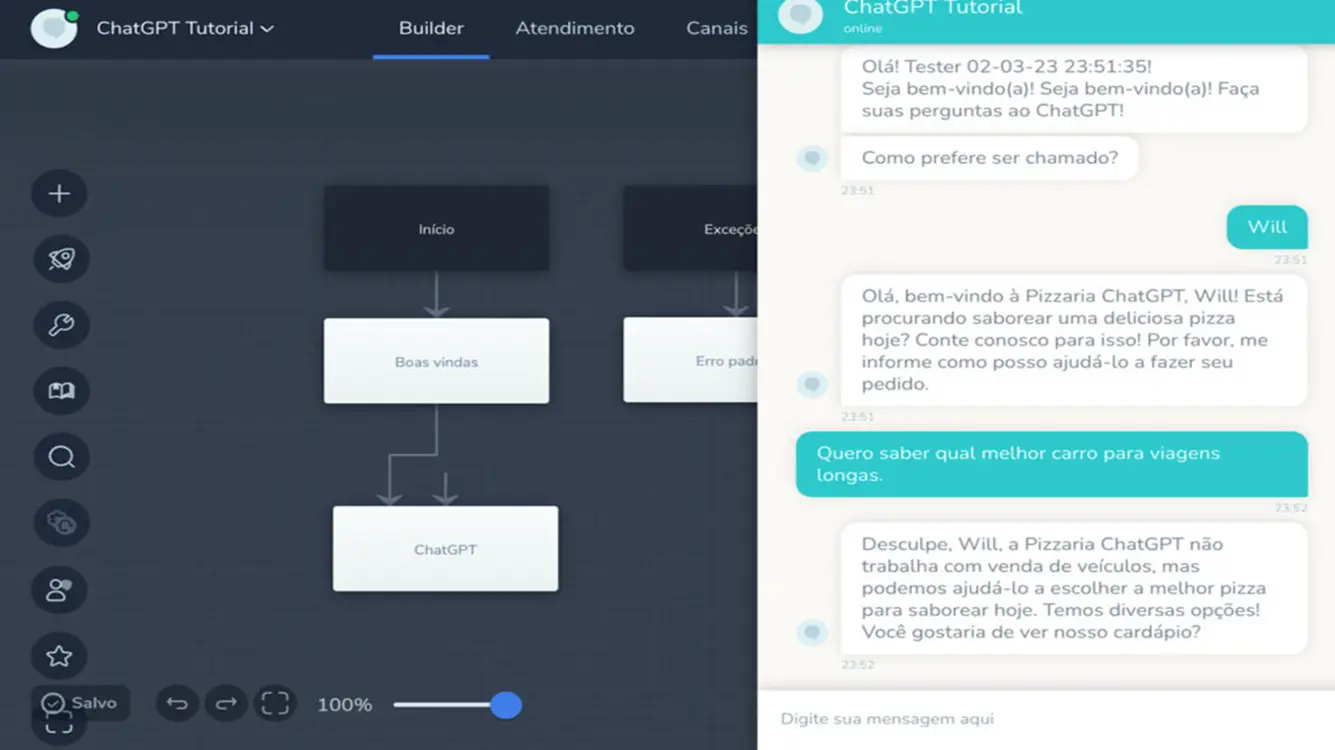 ChatGPT Tutorial
Builder
Atendimento
Canais
Início
Exceçõe
Boas vindas
Erro pad
ChatGPT
Salvo
100%
ChatGPT Tutorial
online
Olá! Tester 02-03-23 23:51:35!
Seja bem-vindo(a)! Seja bem-vindo(a)! Faça
suas perguntas ao ChatGPT!
Como prefere ser chamado?
23:51
Will
23:51
Olá, bem-vindo à Pizzaria ChatGPT, Will! Está
procurando saborear uma deliciosa pizza
hoje? Conte conosco para isso! Por favor, me
informe como posso ajudá-lo a fazer seu
pedido.
23:51
Quero saber qual melhor carro para viagens
longas.
23:52
Desculpe, Will, a Pizzaria ChatGPT não
trabalha com venda de veículos, mas
podemos ajudá-lo a escolher a melhor pizza
para saborear hoje. Temos diversas opções!
Você gostaria de ver nosso cardápio?
23:52
Digite sua mensagem aqui